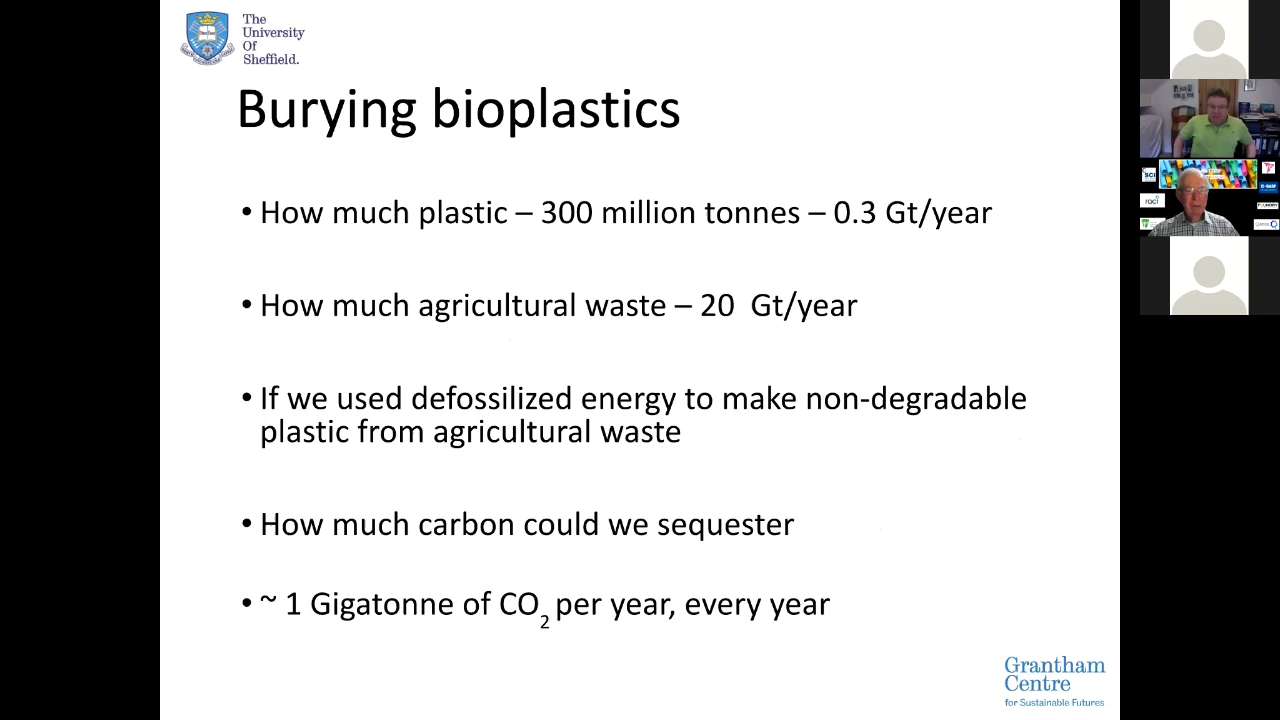 The
University
Of
Sheffield.
Burying bioplastics
• How much plastic – 300 million tonnes – 0.3 Gt/year
• How much agricultural waste – 20 Gt/year
• If we used defossilized energy to make non-degradable
plastic from agricultural waste
• How much carbon could we sequester
• ~ 1 Gigatonne of CO2 per year, every year
Grantham
Centre
for Sustainable Futures
SCI
raci